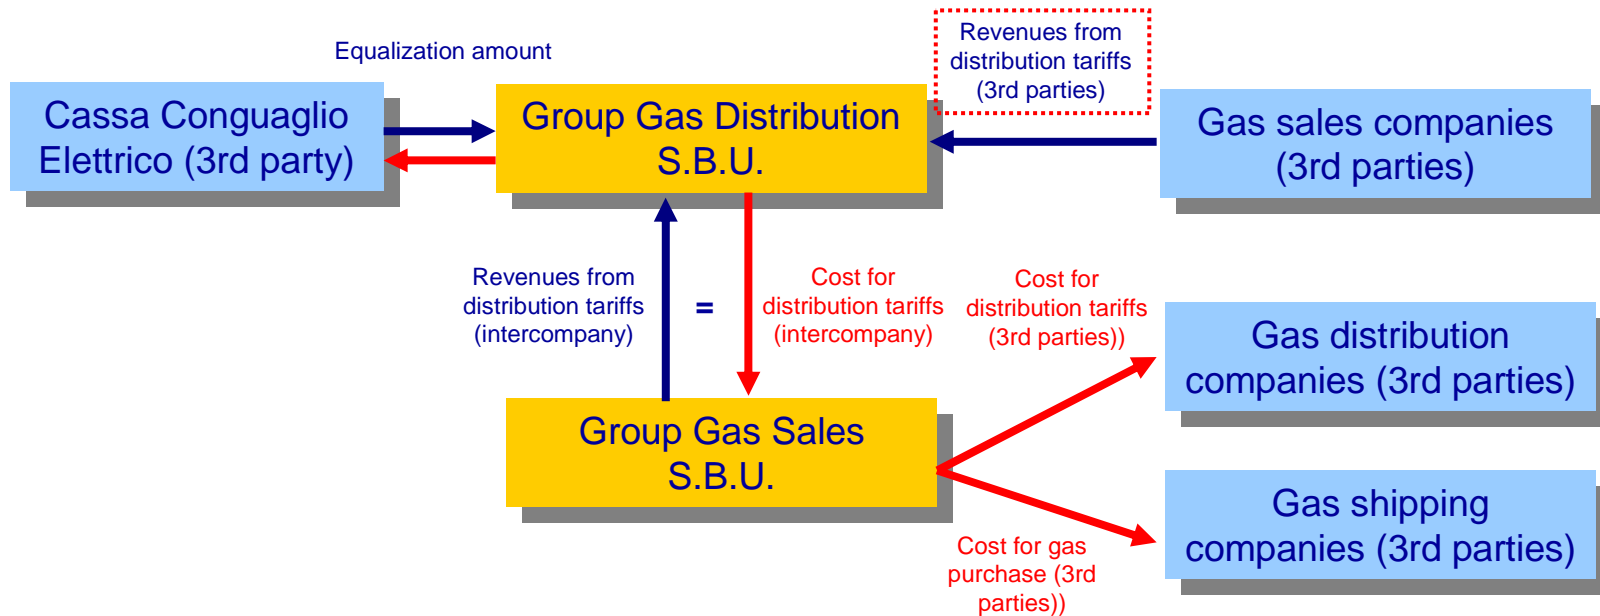 Equalization amount
Revenues from
distribution tariffs
(3rd parties)
Cassa Conguaglio
Elettrico (3rd party)
Group Gas Distribution
S.B.U.
Gas sales companies
(3rd parties)
Revenues from
distribution tariffs
(intercompany)
=
Cost for
distribution tariffs
(intercompany)
Cost for
distribution tariffs
(3rd parties))
Gas distribution
companies (3rd parties)
Group Gas Sales
S.B.U.
Gas shipping
companies (3rd parties)
Cost for gas
purchase (3rd
parties))